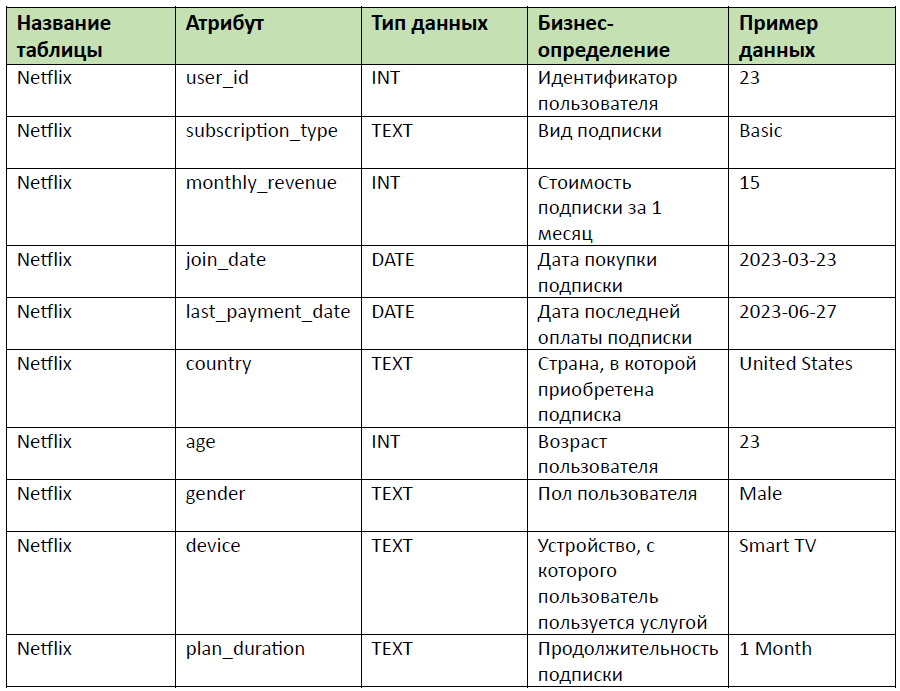 Название таблицы Атрибут Тип данных Бизнес-определение Пример данных
Netflix user_id INT Идентификатор пользователя 23
Netflix subscription_type TEXT Вид подписки Basic
Netflix monthly_revenue INT Стоимость подписки за 1 месяц 15
Netflix join_date DATE Дата покупки подписки 2023-03-23
Netflix last_payment_date DATE Дата последней оплаты подписки 2023-06-27
Netflix country TEXT Страна, в которой приобретена подписка United States
Netflix age INT Возраст пользователя 23
Netflix gender TEXT Пол пользователя Male
Netflix device TEXT Устройство, с которого пользователь пользуется услугой Smart TV
Netflix plan_duration TEXT Продолжительность подписки 1 Month